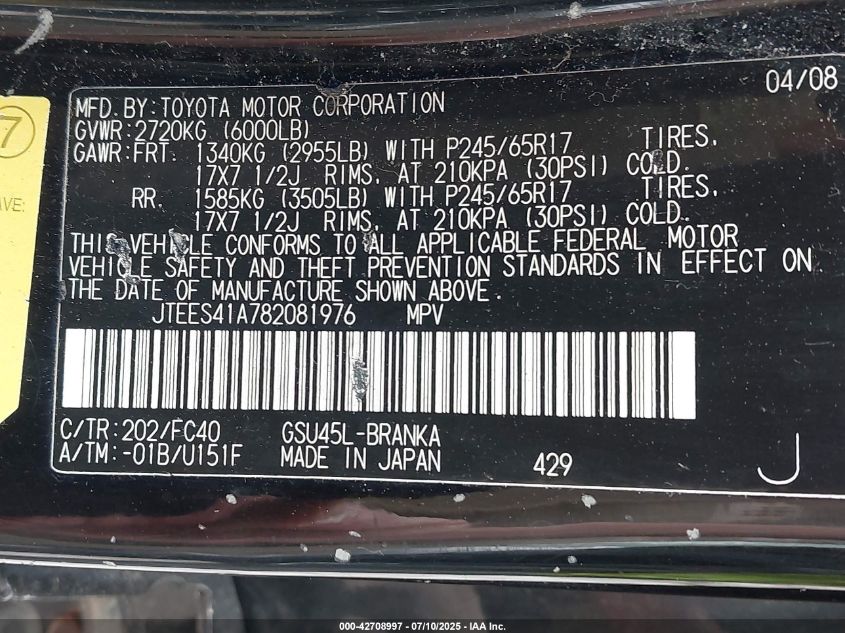 04/08
MFD. BY: TOYOTA MOTOR CORPORATION
GVWR: 2720KG (6000LB)
GAWR: FRT. 1340KG (2955LB) WITH P245/65R17 TIRES,
17X7 1/2J RIMS, AT 210KPA (30PSI) COLD.
RR. 1585KG (3505LB) WITH P245/65R17 TIRES,
17X7 1/2J RIMS, AT 210KPA (30PSI) COLD.
THIS VEHICLE CONFORMS TO ALL APPLICABLE FEDERAL MOTOR
VEHICLE SAFETY AND THEFT PREVENTION STANDARDS IN EFFECT ON
THE DATE OF MANUFACTURE SHOWN ABOVE.
JTEES41A782081976 MPV
C/TR: 202/FC40 GSU45L-BRANKA
A/TM: -01B/U151F MADE IN JAPAN 429 J
7
AVE:
000-42708997 - 07/10/2025 - IAA Inc.